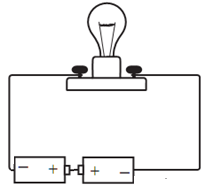 − + + −